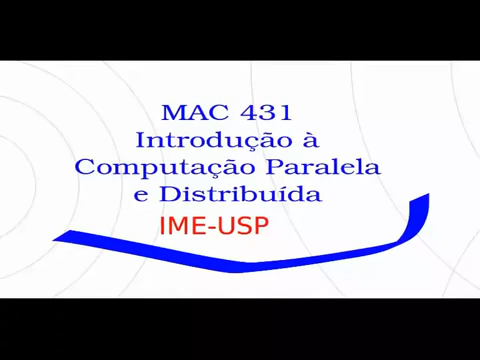 MAC 431
Introdução à
Computação Paralela
e Distribuída
IME-USP